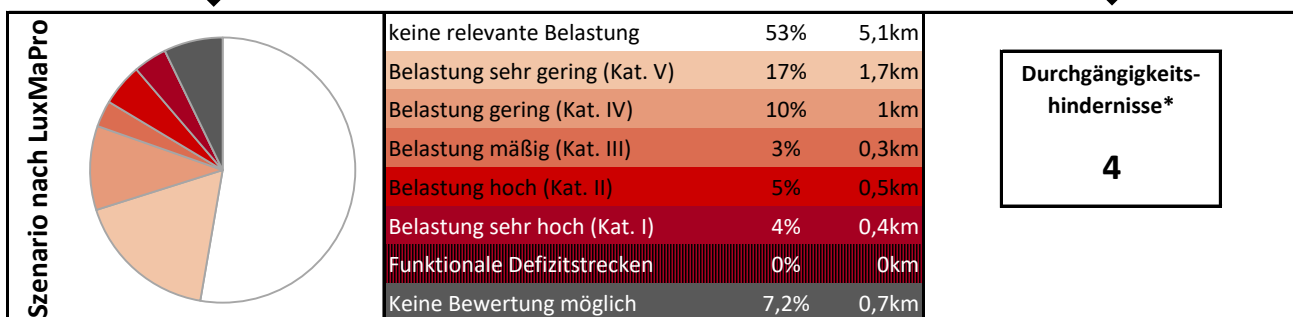 Szenario nach LuxMaPro
keine relevante Belastung 53% 5,1km
Belastung sehr gering (Kat. V) 17% 1,7km
Belastung gering (Kat. IV) 10% 1km
Belastung mäßig (Kat. III) 3% 0,3km
Belastung hoch (Kat. II) 5% 0,5km
Belastung sehr hoch (Kat. I) 4% 0,4km
Funktionale Defizitstrecken 0% 0km
Keine Bewertung möglich 7,2% 0,7km
Durchgängigkeits-
hindernisse*
4